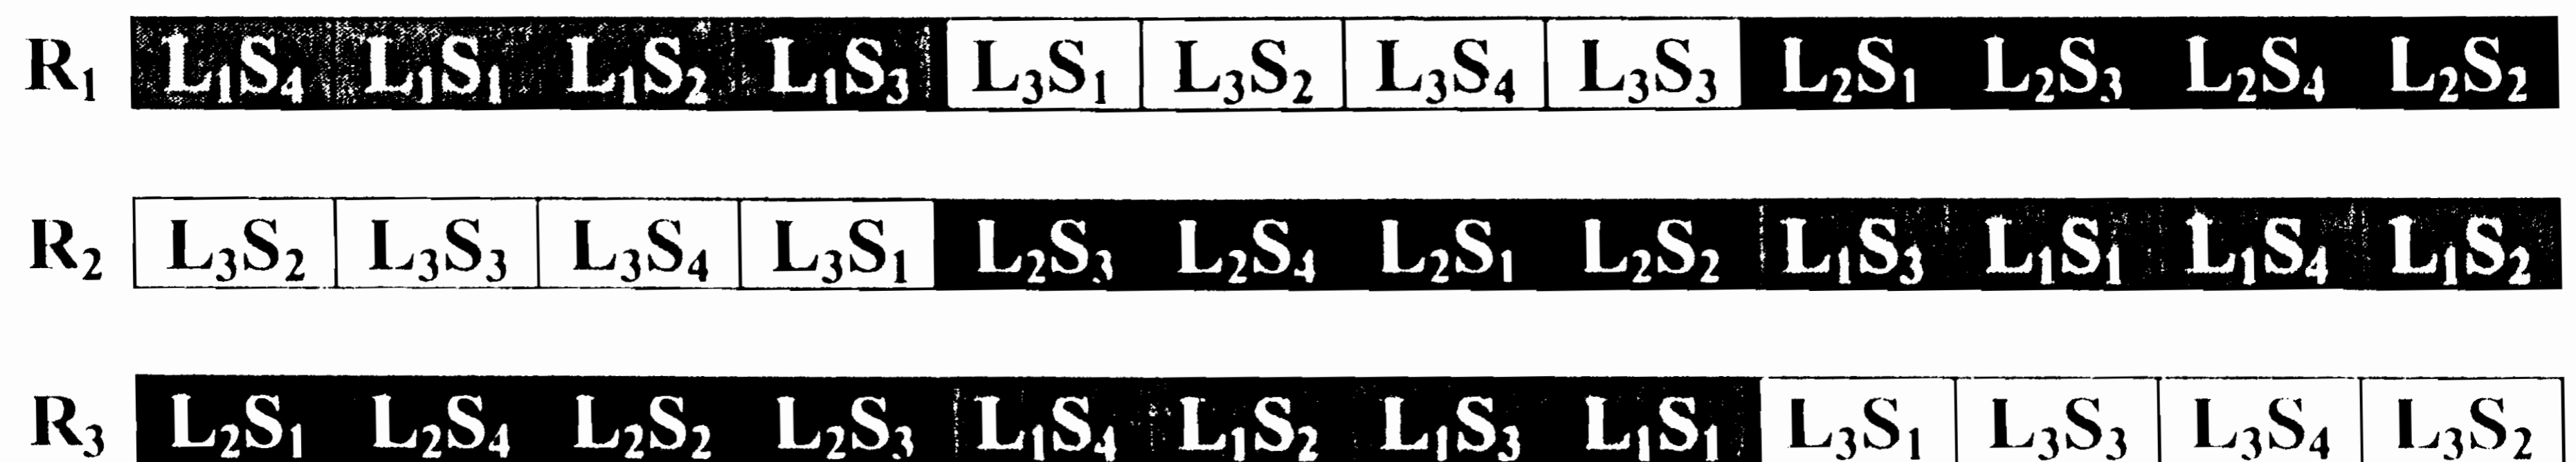 R₁ L₁S₄ L₁S₁ L₁S₂ L₁S₃ L₃S₁ L₃S₂ L₃S₄ L₃S₃ L₂S₁ L₂S₃ L₂S₄ L₂S₂
R₂ L₃S₂ L₃S₃ L₃S₄ L₃S₁ L₂S₃ L₂S₄ L₂S₁ L₂S₂ L₁S₃ L₁S₁ L₁S₄ L₁S₂
R₃ L₂S₁ L₂S₄ L₂S₂ L₂S₃ L₁S₄ L₁S₂ L₁S₃ L₁S₁ L₃S₁ L₃S₃ L₃S₄ L₃S₂